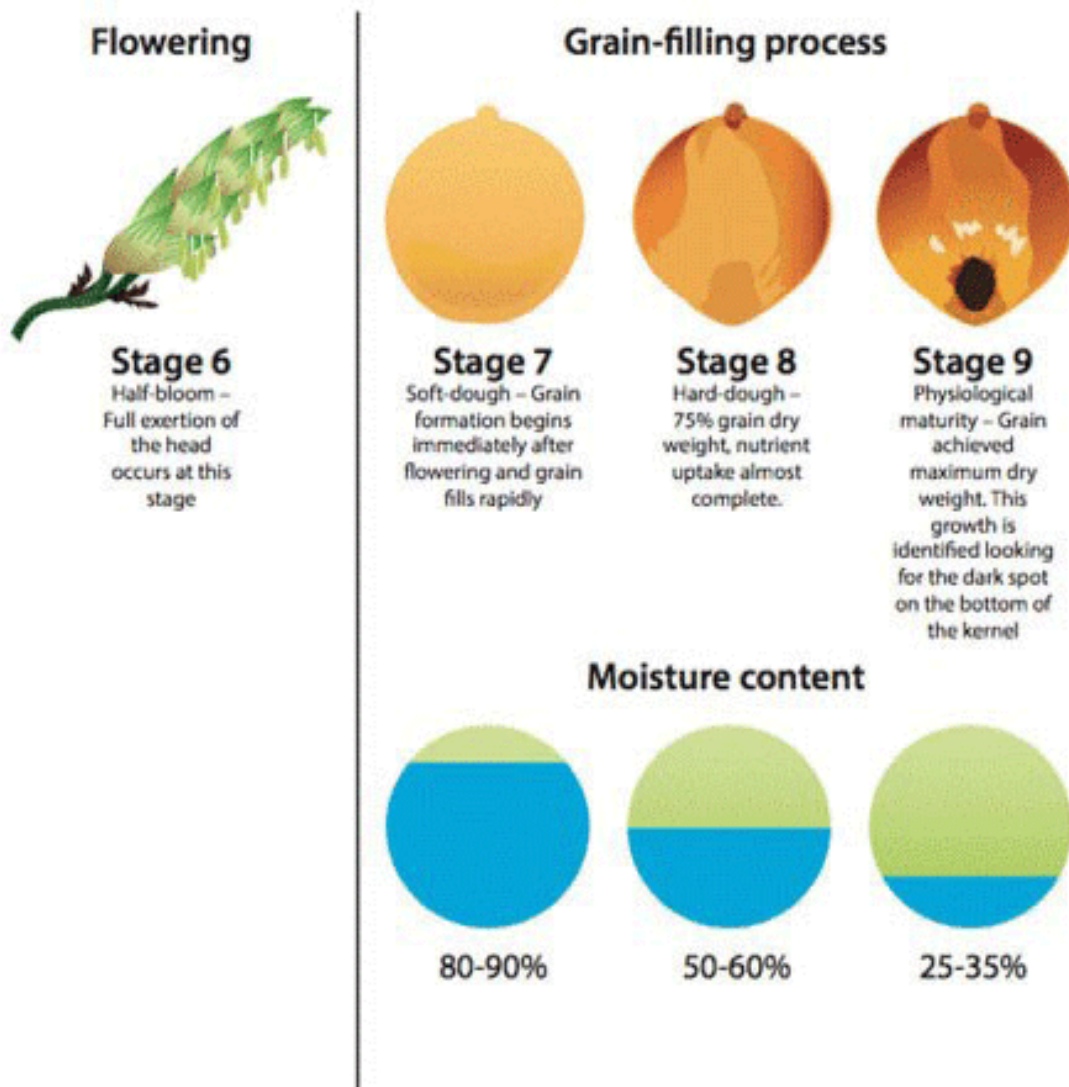 Flowering
Stage 6
Half-bloom –
Full exertion of
the head
occurs at this
stage
Grain-filling process
Stage 7
Soft-dough – Grain
formation begins
immediately after
flowering and grain
fills rapidly
Stage 8
Hard-dough –
75% grain dry
weight, nutrient
uptake almost
complete.
Stage 9
Physiological
maturity – Grain
achieved
maximum dry
weight. This
growth is
identified looking
for the dark spot
on the bottom of
the kernel
Moisture content
80-90%
50-60%
25-35%